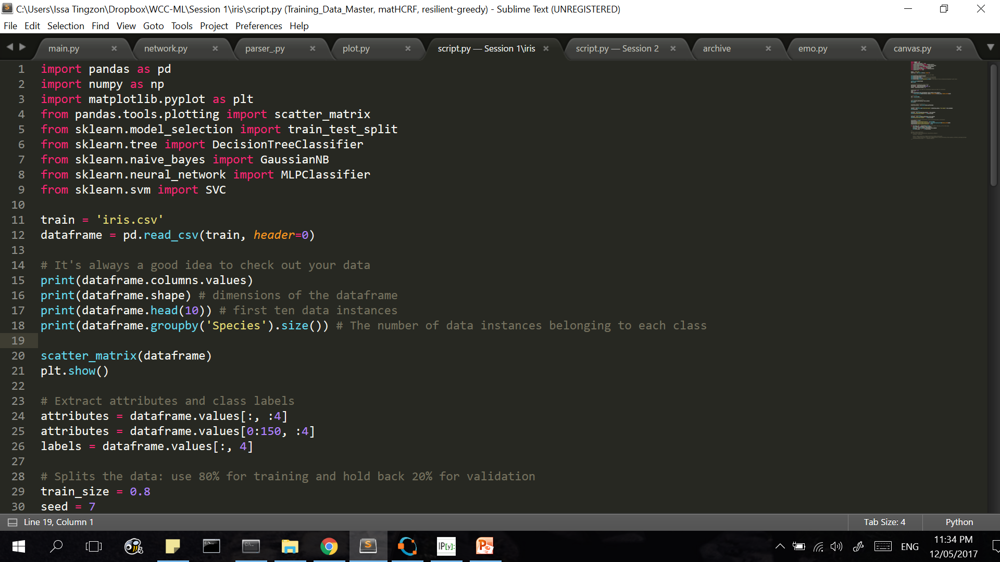 C:\Users\Issa Tingzon\Dropbox\WCC-ML\Session 1\iris\script.py (Training_Data_Master, matHCRF, resilient-greedy) - Sublime Text (UNREGISTERED)
File Edit Selection Find View Goto Tools Project Preferences Help
main.py network.py parser_.py plot.py script.py — Session 1\iris script.py — Session 2 archive emo.py canvas.py
1 import pandas as pd
2 import numpy as np
3 import matplotlib.pyplot as plt
4 from pandas.tools.plotting import scatter_matrix
5 from sklearn.model_selection import train_test_split
6 from sklearn.tree import DecisionTreeClassifier
7 from sklearn.naive_bayes import GaussianNB
8 from sklearn.neural_network import MLPClassifier
9 from sklearn.svm import SVC
10
11 train = 'iris.csv'
12 dataframe = pd.read_csv(train, header=0)
13
14 # It's always a good idea to check out your data
15 print(dataframe.columns.values)
16 print(dataframe.shape) # dimensions of the dataframe
17 print(dataframe.head(10)) # first ten data instances
18 print(dataframe.groupby('Species').size()) # The number of data instances belonging to each class
19
20 scatter_matrix(dataframe)
21 plt.show()
22
23 # Extract attributes and class labels
24 attributes = dataframe.values[:, :4]
25 attributes = dataframe.values[0:150, :4]
26 labels = dataframe.values[:, 4]
27
28 # Splits the data: use 80% for training and hold back 20% for validation
29 train_size = 0.8
30 seed = 7
Line 19, Column 1 Tab Size: 4 Python
IP[y]: ENG 11:34 PM
12/05/2017